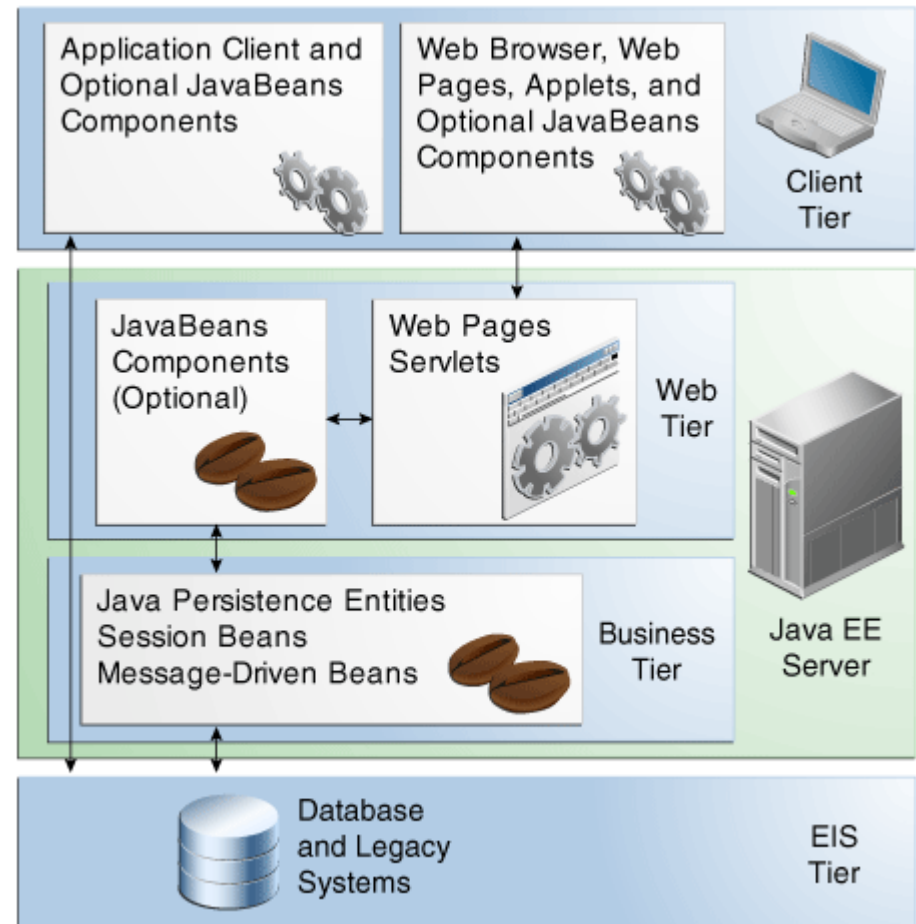 Application Client and
Optional JavaBeans
Components
Web Browser, Web
Pages, Applets, and
Optional JavaBeans
Components
Client
Tier
JavaBeans
Components
(Optional)
Web Pages
Servlets
Web
Tier
Java Persistence Entities
Session Beans
Message-Driven Beans
Business
Tier
Java EE
Server
Database
and Legacy
Systems
EIS
Tier